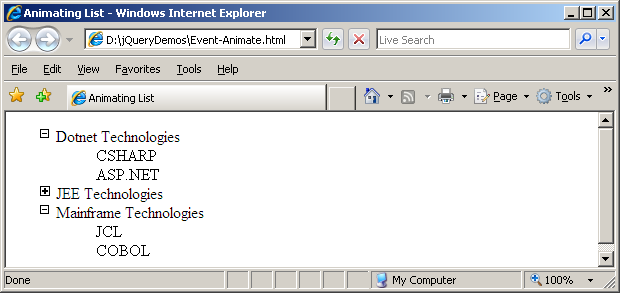 Animating List - Windows Internet Explorer
D:\jQueryDemos\Event-Animate.html
Live Search
File Edit View Favorites Tools Help
Animating List
Page Tools »
Dotnet Technologies
CSHARP
ASP.NET
JEE Technologies
Mainframe Technologies
JCL
COBOL
Done My Computer 100%